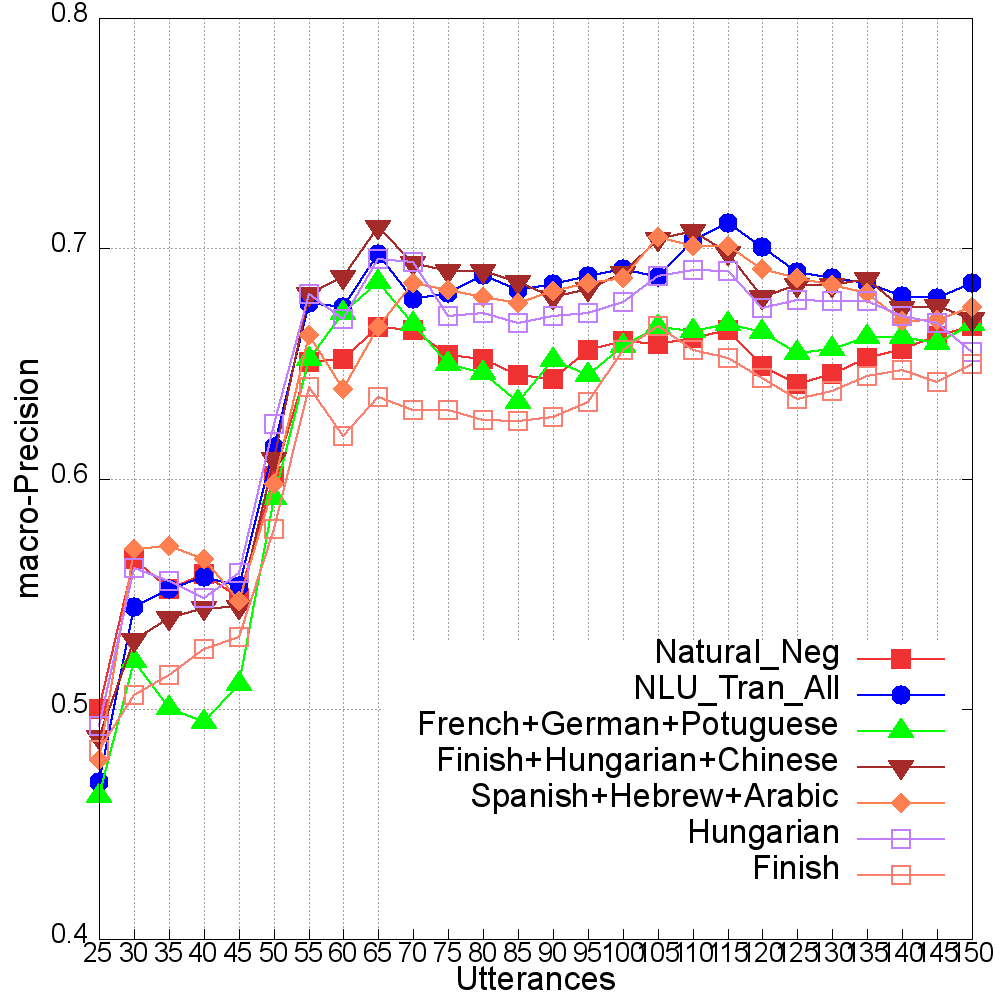 0.8
0.7
0.6
0.5
0.4
macro-Precision
Natural_Neg
NLU_Tran_All
French+German+Potuguese
Finish+Hungarian+Chinese
Spanish+Hebrew+Arabic
Hungarian
Finish
25 30 35 40 45 50 55 60 65 70 75 80 85 90 95 100 105 110 115 120 125 130 135 140 145 150
Utterances